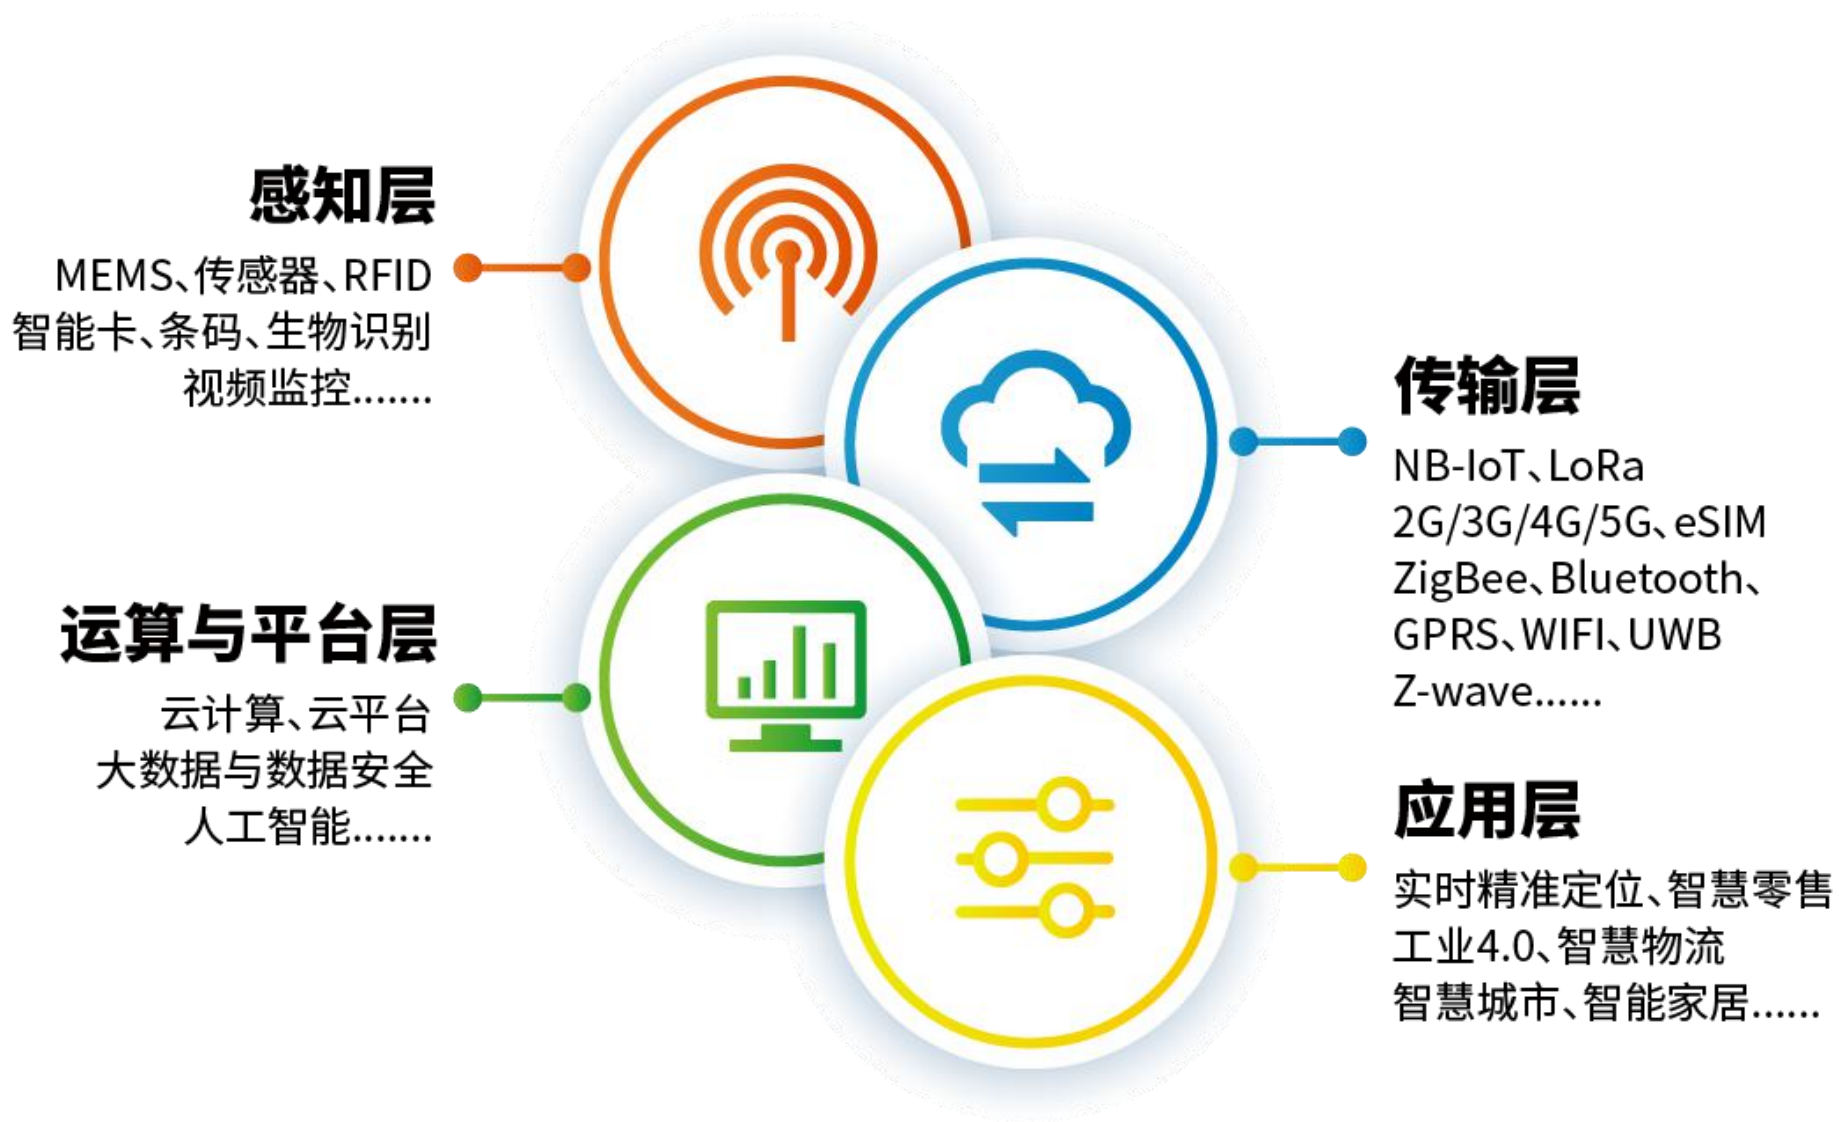 感知层
MEMS、传感器、RFID
智能卡、条码、生物识别
视频监控.......
传输层
NB-IoT、LoRa
2G/3G/4G/5G、eSIM
ZigBee、Bluetooth、
GPRS、WIFI、UWB
Z-wave......
运算与平台层
云计算、云平台
大数据与数据安全
人工智能.......
应用层
实时精准定位、智慧零售
工业4.0、智慧物流
智慧城市、智能家居......